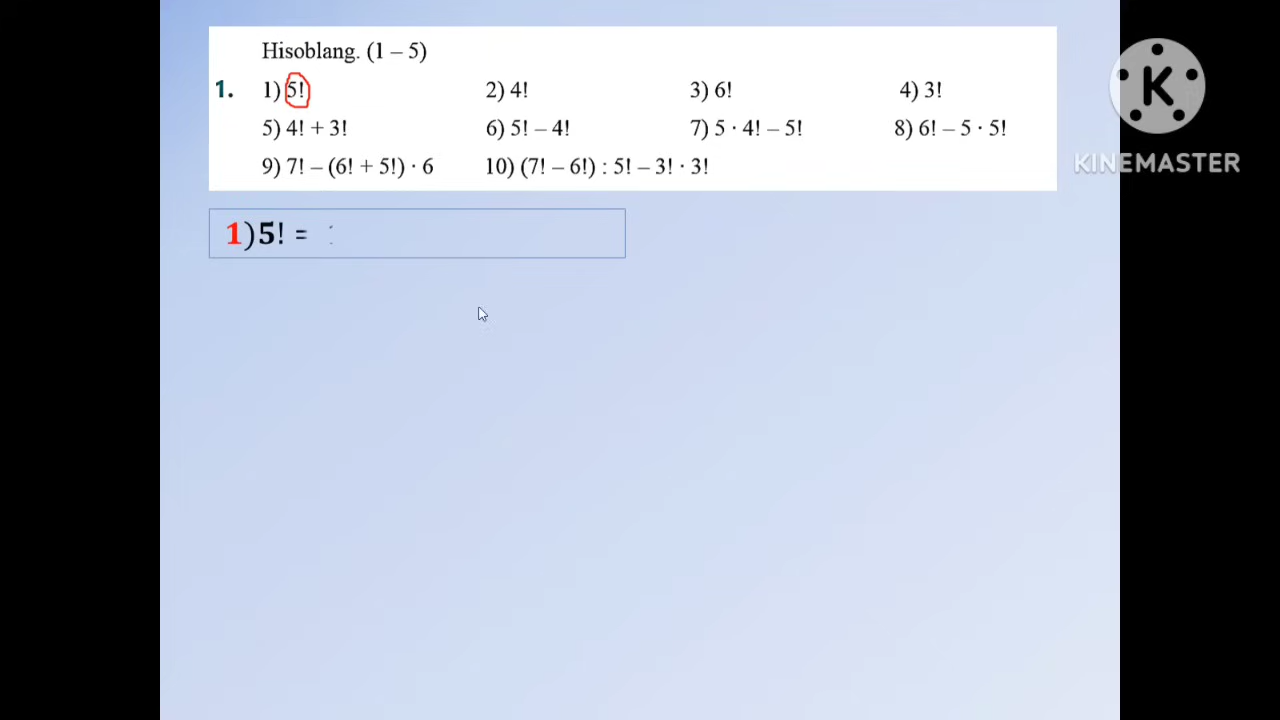 Hisoblang. (1 – 5)
1. 1) 5! 2) 4! 3) 6! 4) 3!
5) 4! + 3! 6) 5! – 4! 7) 5 · 4! – 5! 8) 6! – 5 · 5!
9) 7! – (6! + 5!) · 6 10) (7! – 6!) : 5! – 3! · 3!
1)5! =
K
KINEMASTER